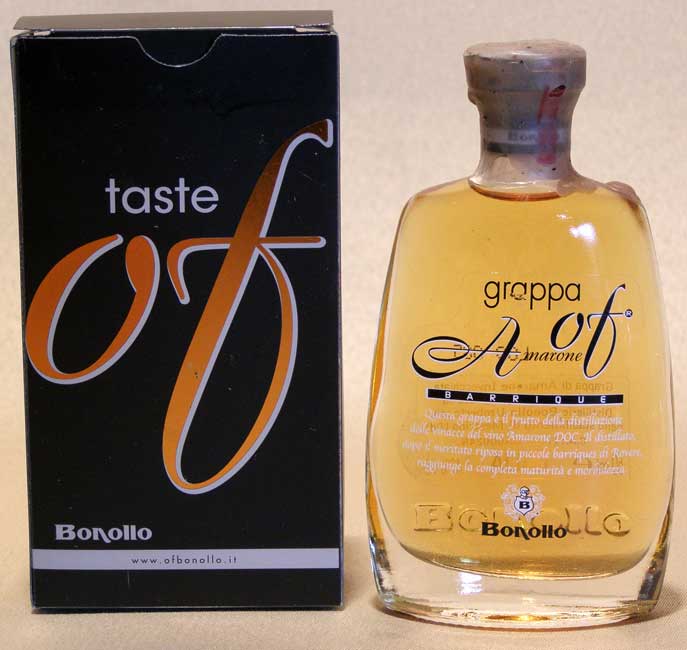 taste
of
Bonollo
www.ofbonollo.it
grappa
of®
Amarone
BARRIQUE
Questa grappa è il frutto della distillazione
delle vinacce del vino Amarone DOC. Il distillato,
dopo il meritato riposo in piccole barriques di Rovere,
raggiunge la completa maturità e morbidezza
B
Bonollo
BONOLLO